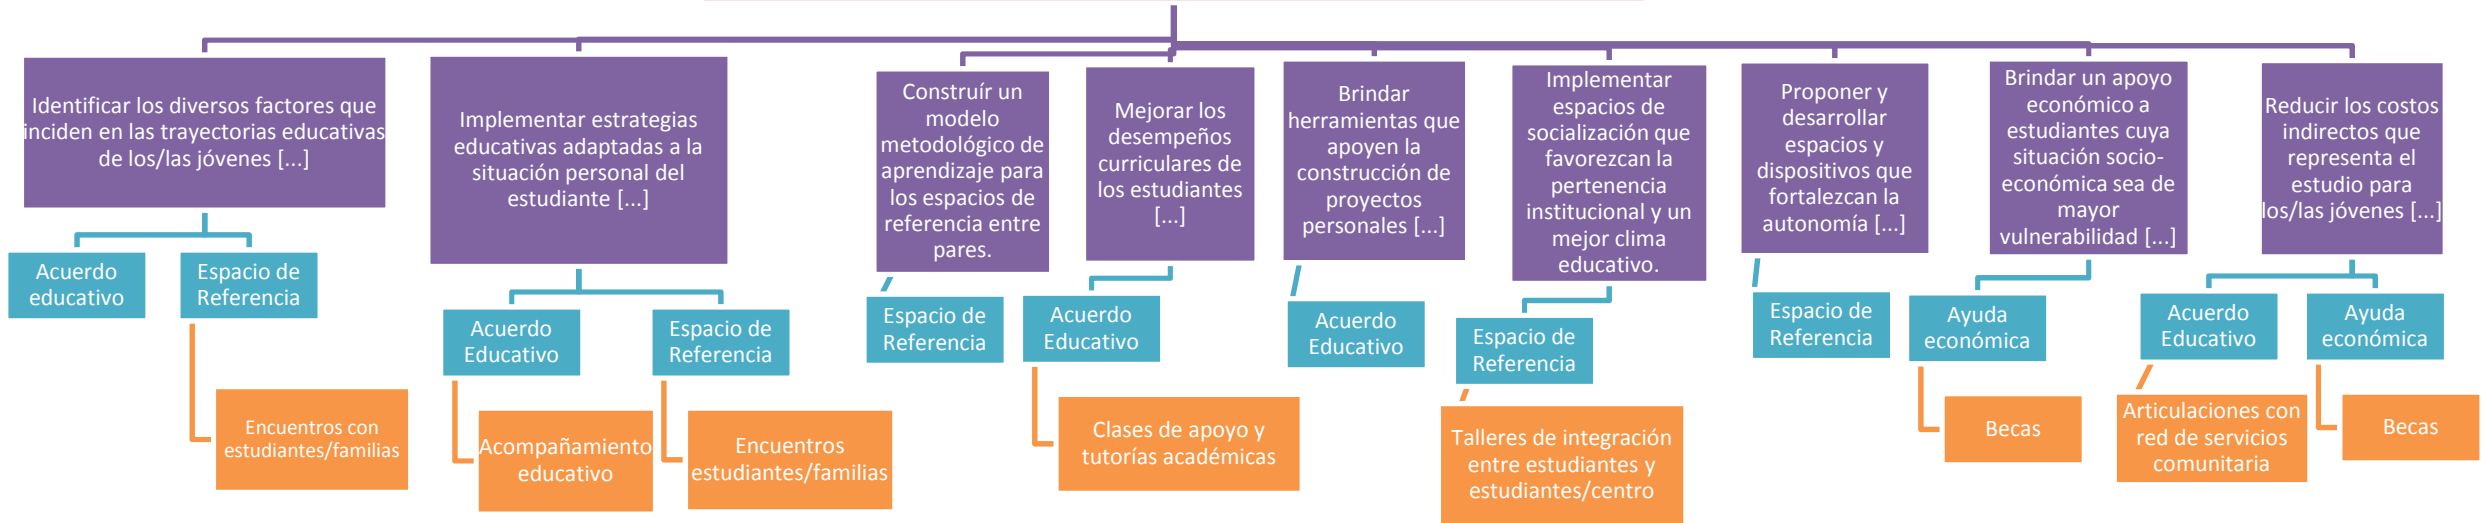 Identificar los diversos factores que
inciden en las trayectorias educativas
de los/las jóvenes [...]
Acuerdo
educativo
Espacio de
Referencia
Encuentros con
estudiantes/familias
Implementar estrategias
educativas adaptadas a la
situación personal del
estudiante [...]
Acuerdo
Educativo
Acompañamiento
educativo
Espacio de
Referencia
Encuentros
estudiantes/familias
Construír un
modelo
metodológico de
aprendizaje para
los espacios de
referencia entre
pares.
Espacio de
Referencia
Mejorar los
desempeños
curriculares de
los estudiantes
[...]
Acuerdo
Educativo
Clases de apoyo y
tutorías académicas
Brindar
herramientas que
apoyen la
construcción de
proyectos
personales [...]
Acuerdo
Educativo
Implementar
espacios de
socialización que
favorezcan la
pertenencia
institucional y un
mejor clima
educativo.
Espacio de
Referencia
Talleres de integración
entre estudiantes y
estudiantes/centro
Proponer y
desarrollar
espacios y
dispositivos que
fortalezcan la
autonomía [...]
Espacio de
Referencia
Brindar un apoyo
económico a
estudiantes cuya
situación socio-
económica sea de
mayor
vulnerabilidad [...]
Ayuda
económica
Becas
Reducir los costos
indirectos que
representa el
estudio para
los/las jóvenes [...]
Acuerdo
Educativo
Articulaciones con
red de servicios
comunitaria
Ayuda
económica
Becas